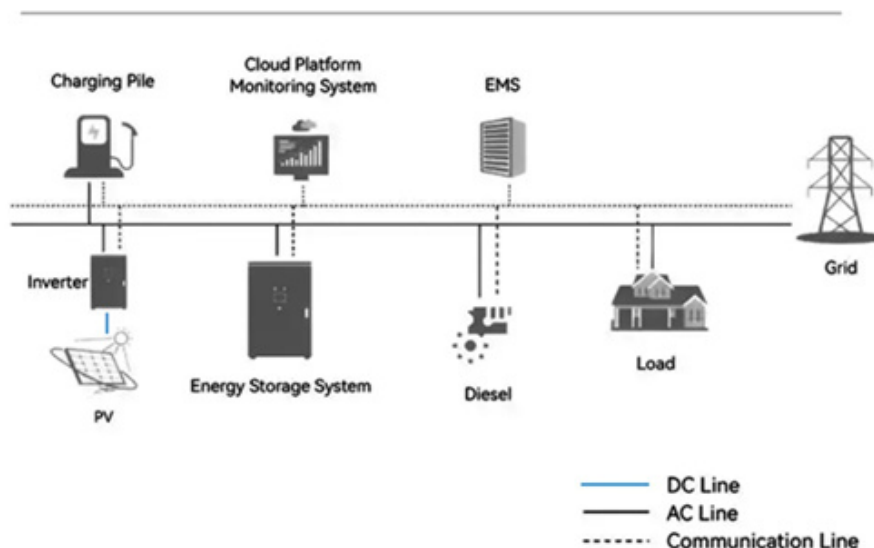 Charging Pile
Cloud Platform
Monitoring System
EMS
Grid
Inverter
PV
Energy Storage System
Diesel
Load
DC Line
AC Line
Communication Line